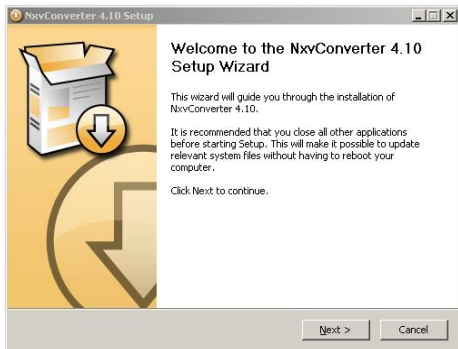 NxvConverter 4.10 Setup
Welcome to the NxvConverter 4.10
Setup Wizard
This wizard will guide you through the installation of
NxvConverter 4.10.
It is recommended that you close all other applications
before starting Setup. This will make it possible to update
relevant system files without having to reboot your
computer.
Click Next to continue.
Next >
Cancel